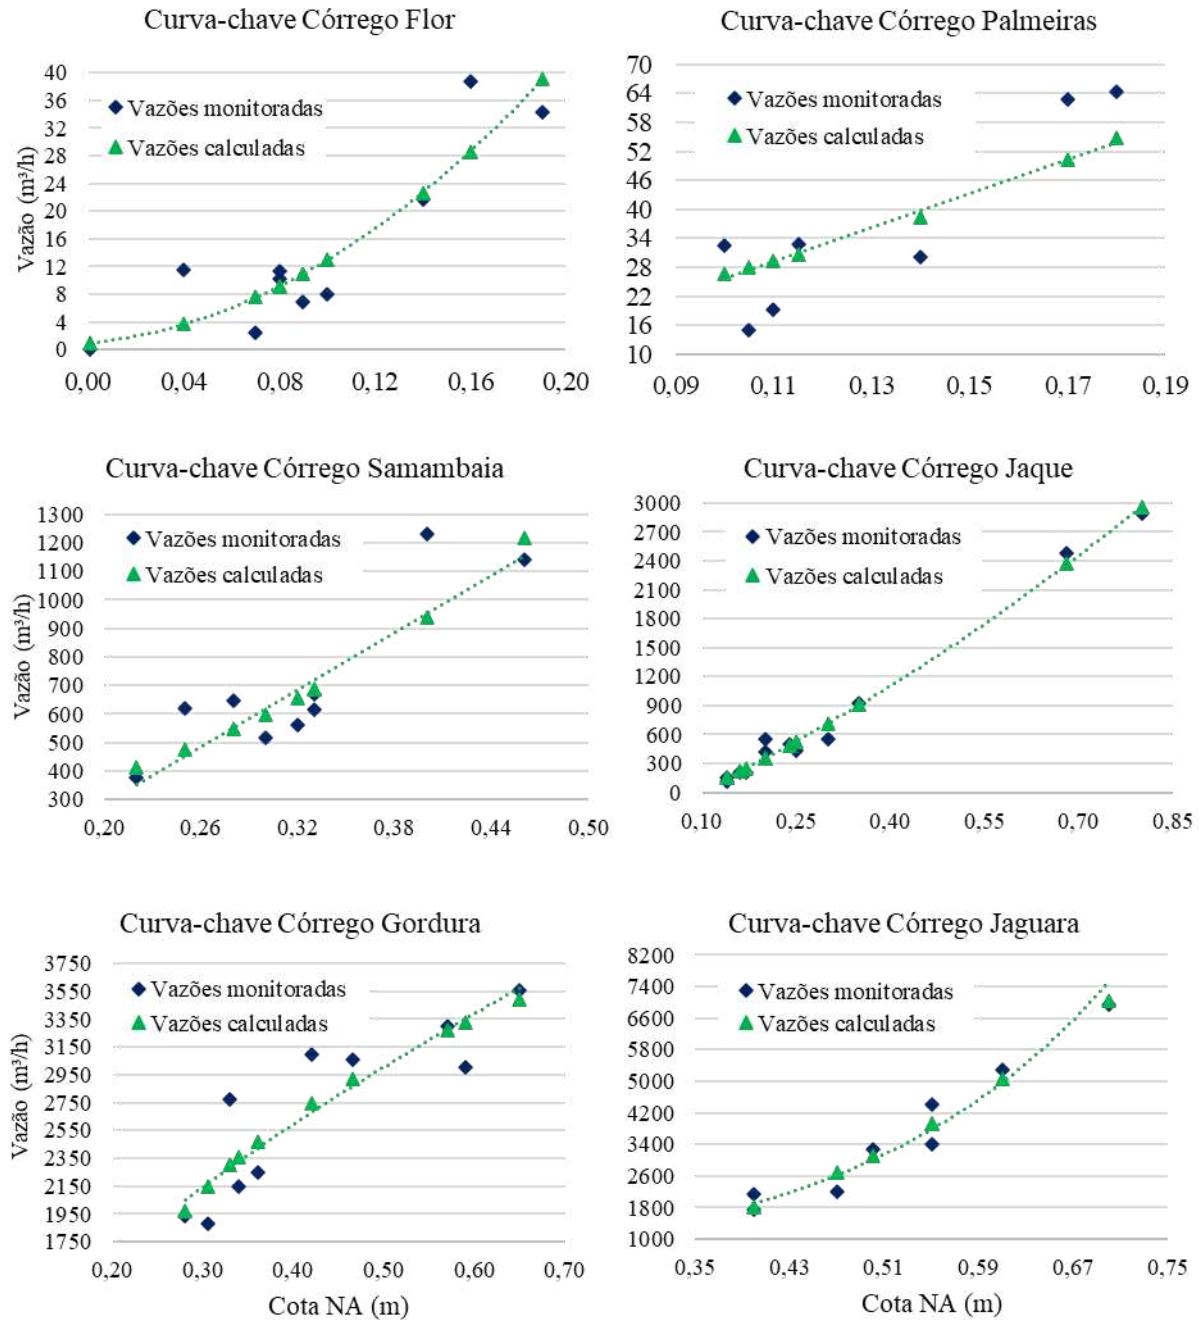 Curva-chave Córrego Flor
40
36
32
28
24
20
16
12
8
4
0
Vazão (m³/h)
Vazões monitoradas
Vazões calculadas
0,00 0,04 0,08 0,12 0,16 0,20
Curva-chave Córrego Palmeiras
70
64
58
52
46
40
34
28
22
16
10
Vazões monitoradas
Vazões calculadas
0,09 0,11 0,13 0,15 0,17 0,19
Curva-chave Córrego Samambaia
1300
1200
1100
1000
900
800
700
600
500
400
300
Vazão (m³/h)
Vazões monitoradas
Vazões calculadas
0,20 0,26 0,32 0,38 0,44 0,50
Curva-chave Córrego Jaque
3000
2700
2400
2100
1800
1500
1200
900
600
300
0
Vazões monitoradas
Vazões calculadas
0,10 0,25 0,40 0,55 0,70 0,85
Curva-chave Córrego Gordura
3750
3550
3350
3150
2950
2750
2550
2350
2150
1950
1750
Vazão (m³/h)
Vazões monitoradas
Vazões calculadas
0,20 0,30 0,40 0,50 0,60 0,70
Cota NA (m)
Curva-chave Córrego Jaguara
8200
7400
6600
5800
5000
4200
3400
2600
1800
1000
Vazões monitoradas
Vazões calculadas
0,35 0,43 0,51 0,59 0,67 0,75
Cota NA (m)